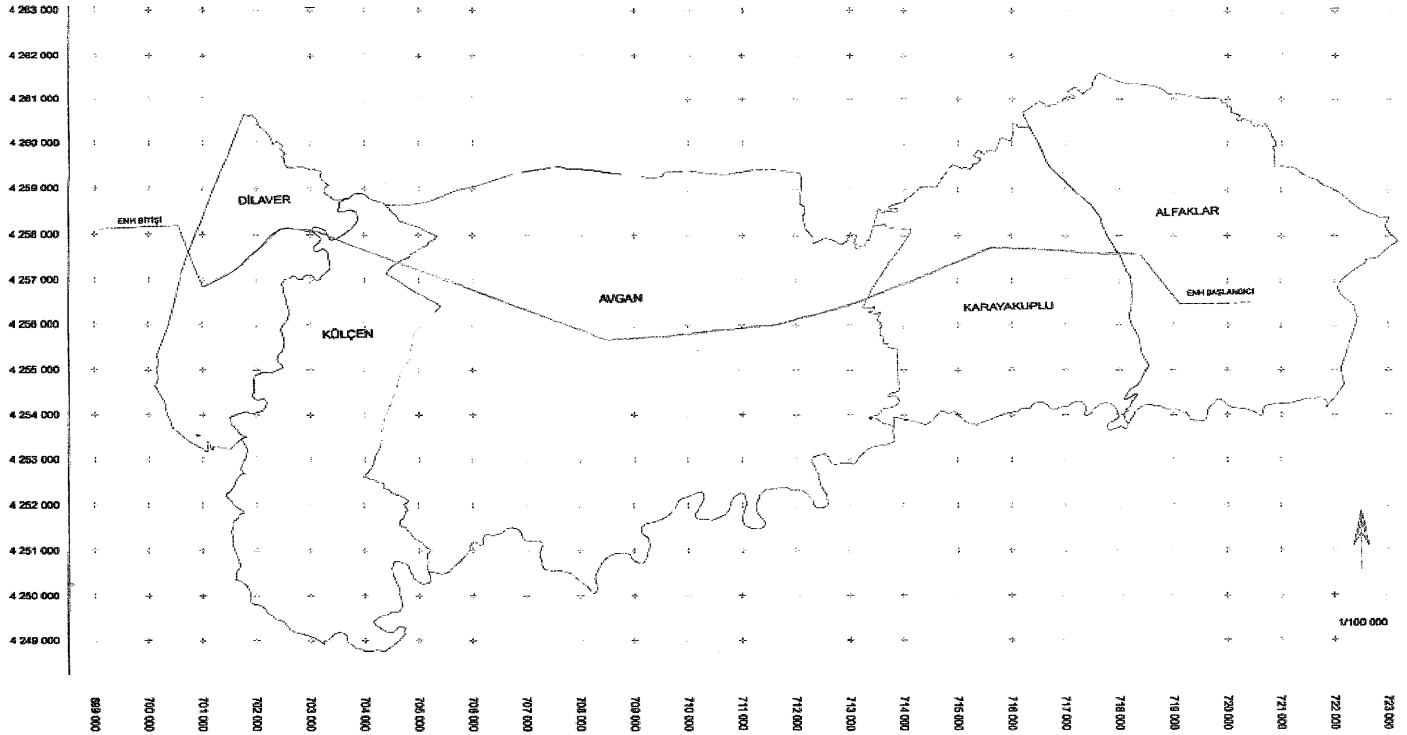 4 263 000
4 262 000
4 261 000
4 260 000
4 259 000
4 258 000
4 257 000
4 256 000
4 255 000
4 254 000
4 253 000
4 252 000
4 251 000
4 250 000
4 249 000
DİLAVER
ENH BİTİŞİ
ALFAKLAR
AVGAN
ENH BAŞLANGICI
KARAYAKUPLU
KÜLÇEN
1/100 000
699 000
700 000
701 000
702 000
703 000
704 000
705 000
706 000
707 000
708 000
709 000
710 000
711 000
712 000
713 000
714 000
715 000
716 000
717 000
718 000
719 000
720 000
721 000
722 000
723 000